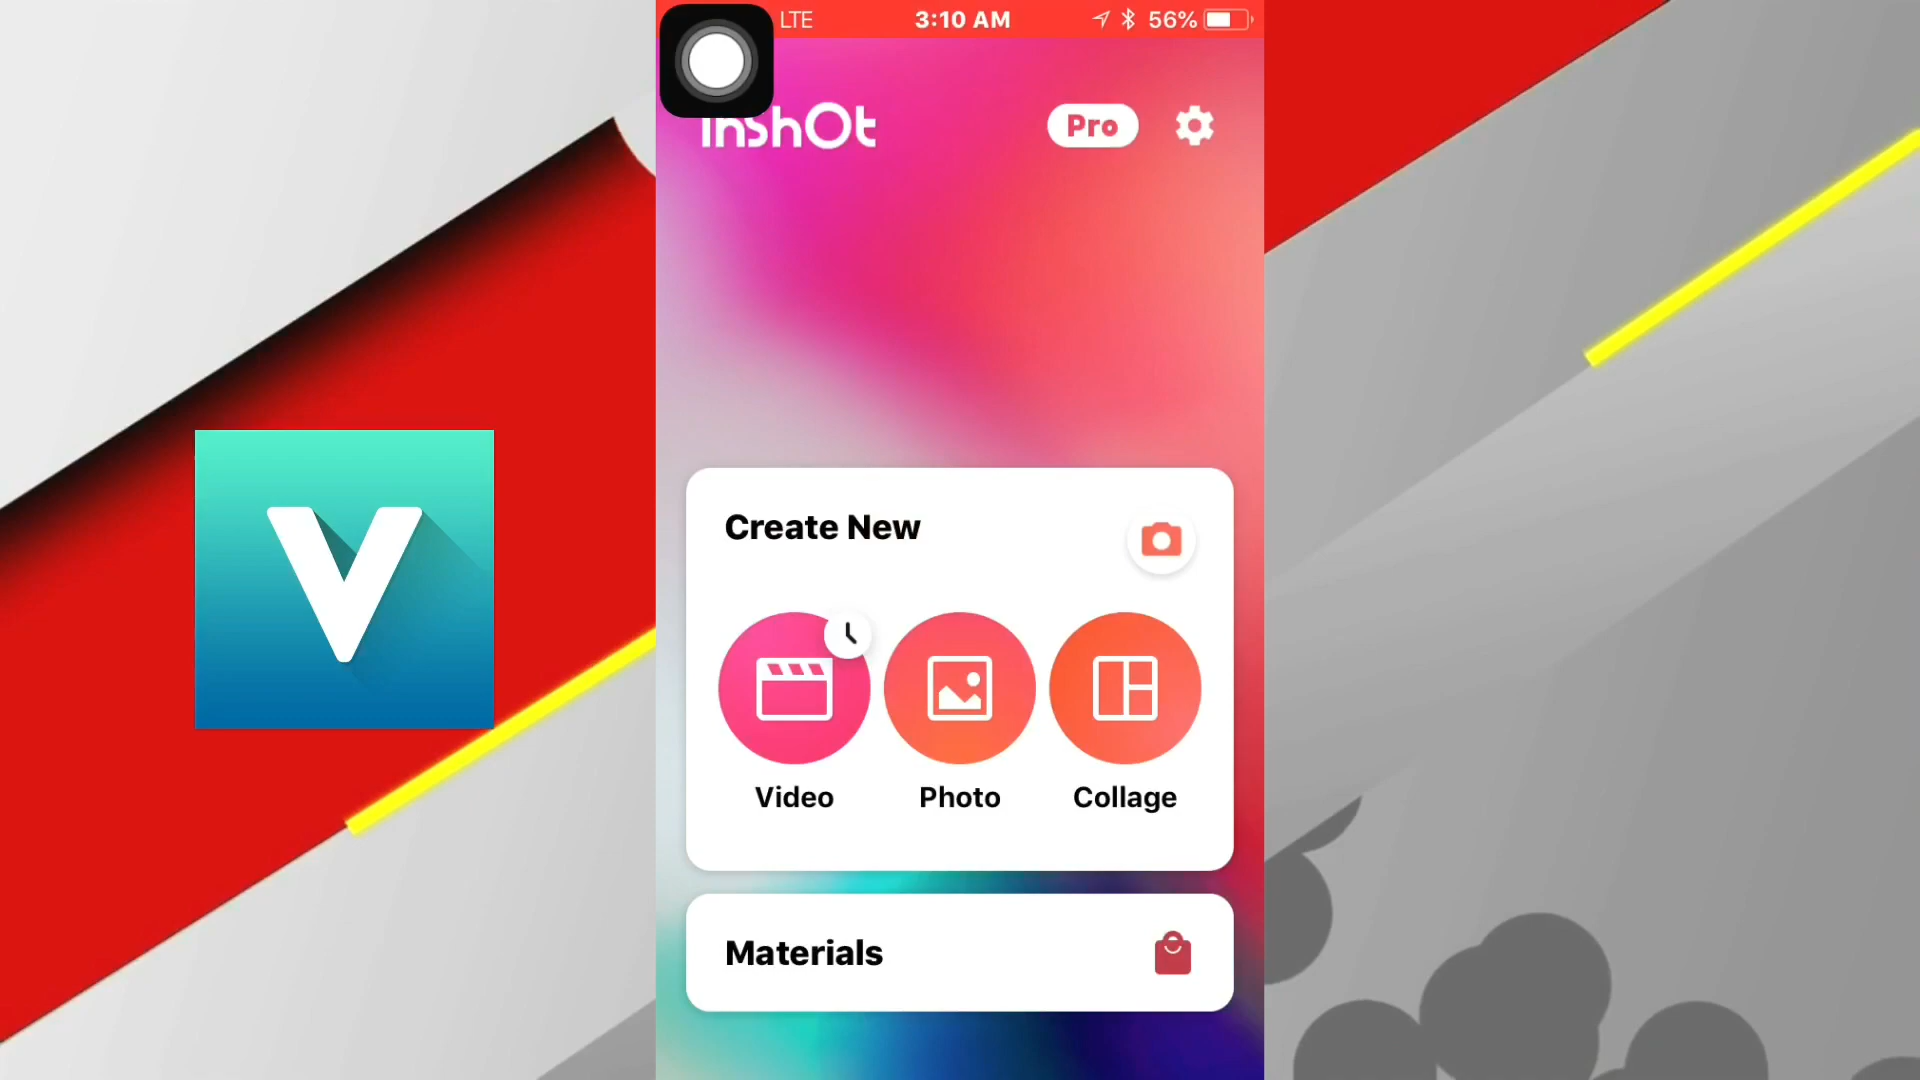 LTE 3:10 AM 56%
InShOt
Pro
V
Create New
Video Photo Collage
Materials